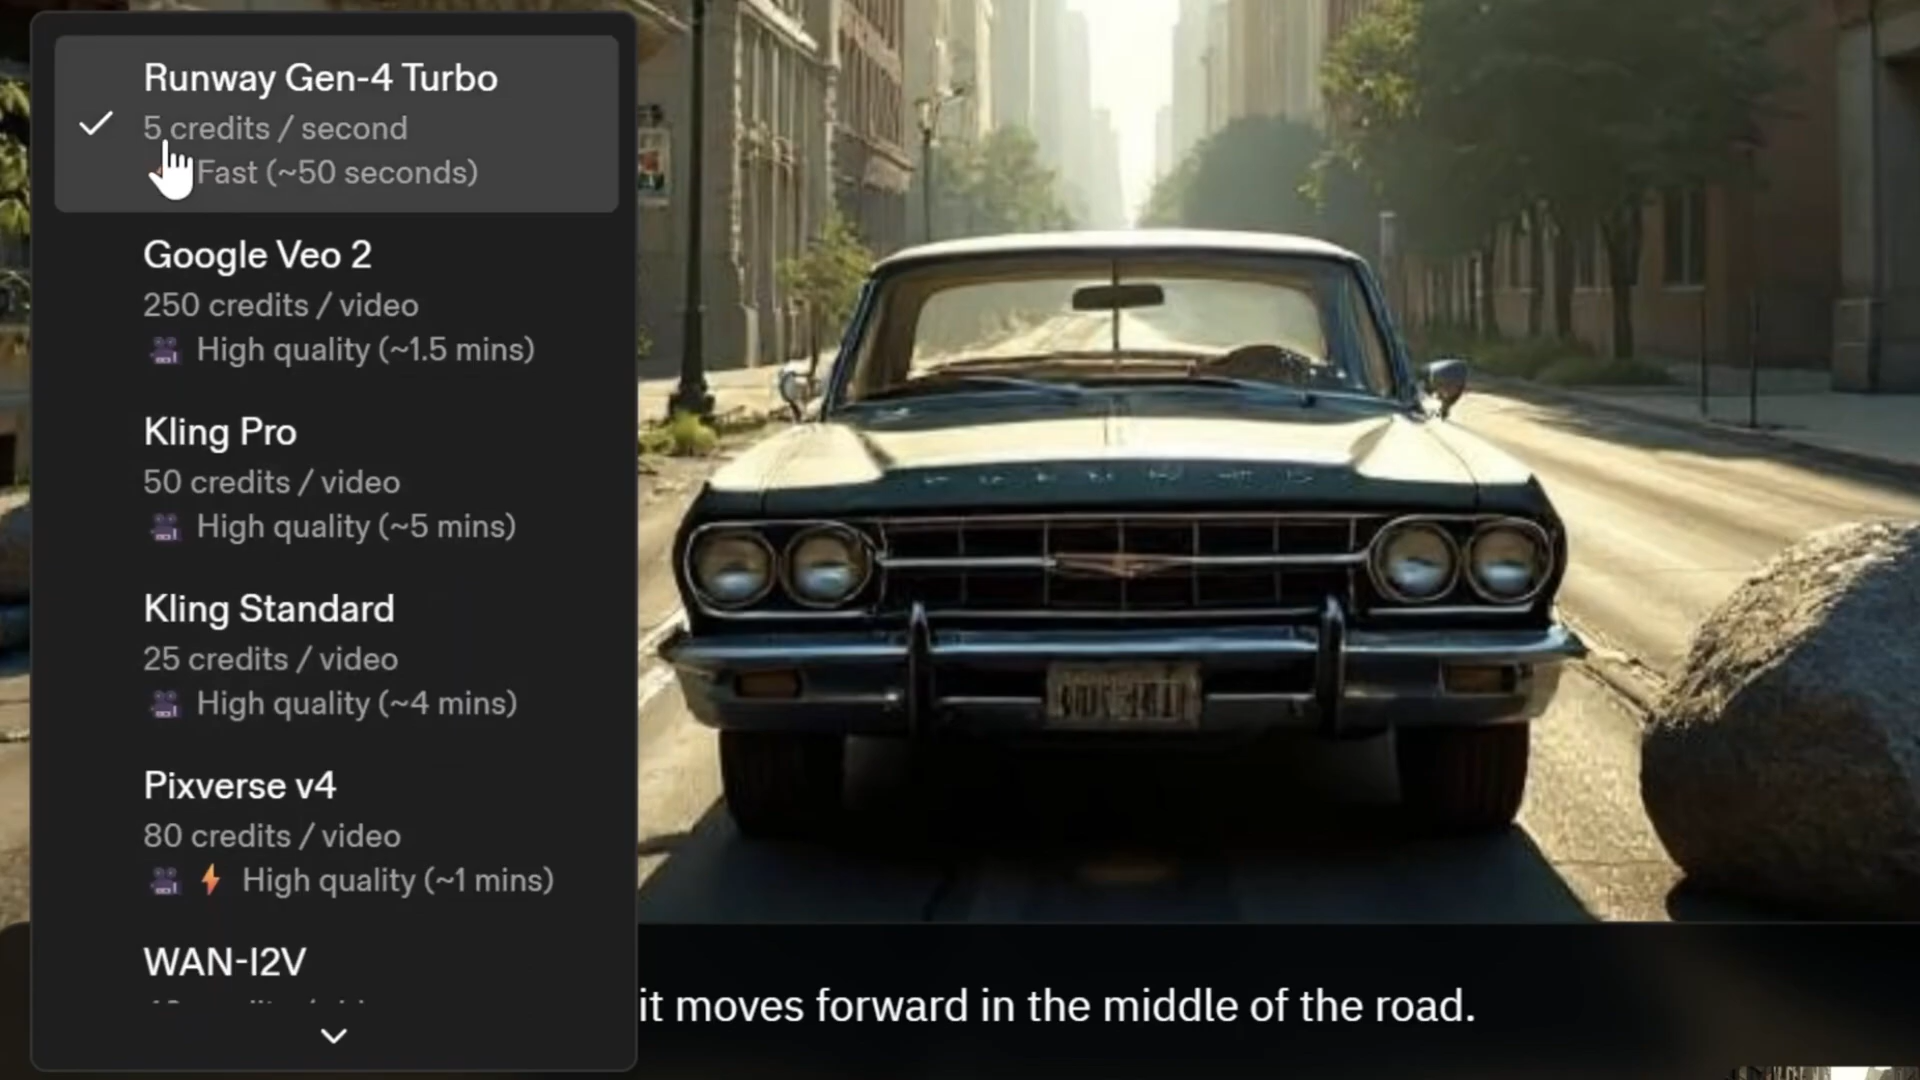 Runway Gen-4 Turbo
5 credits / second
Fast (~50 seconds)
Google Veo 2
250 credits / video
High quality (~1.5 mins)
Kling Pro
50 credits / video
High quality (~5 mins)
Kling Standard
25 credits / video
High quality (~4 mins)
Pixverse v4
80 credits / video
High quality (~1 mins)
WAN-I2V
it moves forward in the middle of the road.